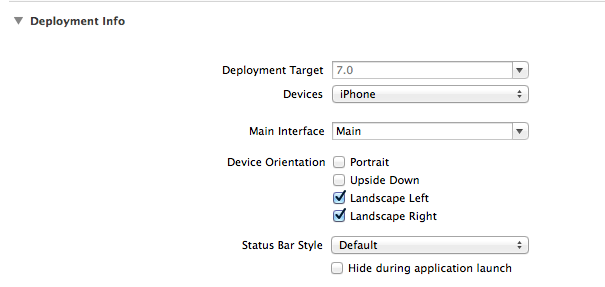 Deployment Info
Deployment Target 7.0
Devices iPhone
Main Interface Main
Device Orientation Portrait
Upside Down
Landscape Left
Landscape Right
Status Bar Style Default
Hide during application launch